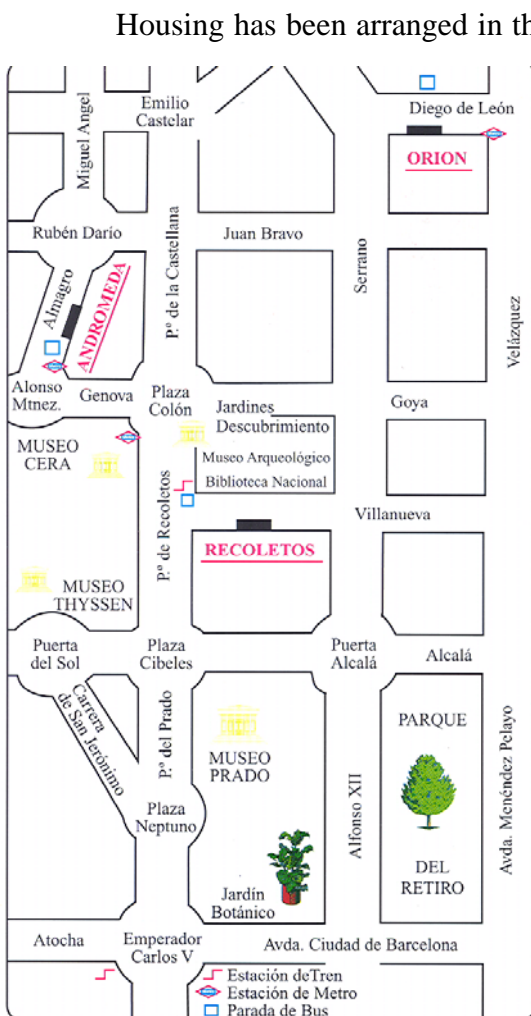 Housing has been arranged in th
Emilio
Castelar
Miguel Angel
Diego de León
ORION
Rubén Darío
Juan Bravo
Pº de la Castellana
Serrano
Velázquez
Almagro
ANDROMEDA
Alonso
Mtnez.
Genova
Plaza
Colón
Jardines
Descubrimiento
Goya
MUSEO
CERA
Museo Arqueológico
Biblioteca Nacional
Pº de Recoletos
Villanueva
RECOLETOS
MUSEO
THYSSEN
Puerta
del Sol
Plaza
Cibeles
Puerta
Alcalá
Alcalá
Carrera
de San Jerónimo
Pº del Prado
MUSEO
PRADO
PARQUE
Alfonso XII
Avda. Menéndez Pelayo
Plaza
Neptuno
DEL
RETIRO
Jardín
Botánico
Atocha
Emperador
Carlos V
Avda. Ciudad de Barcelona
Estación deTren
Estación de Metro
Parada de Bus